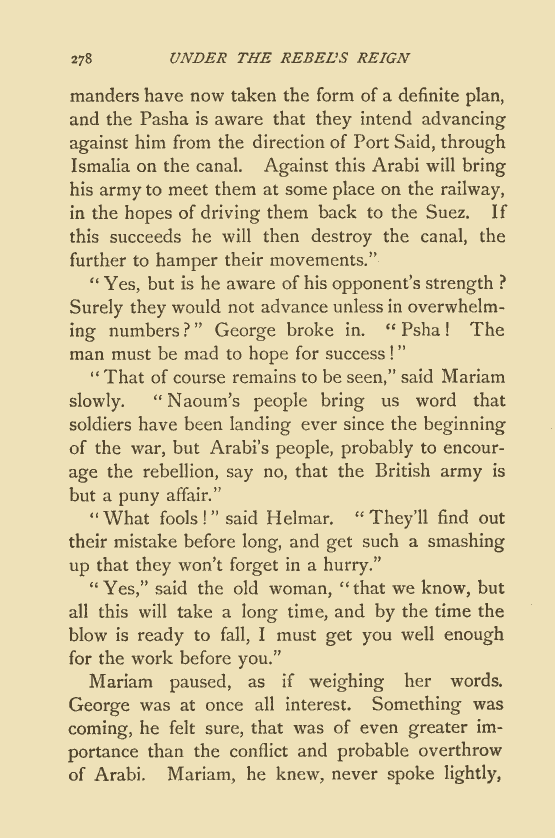 278 UNDER THE REBEL'S REIGN
manders have now taken the form of a definite plan,
and the Pasha is aware that they intend advancing
against him from the direction of Port Said, through
Ismalia on the canal. Against this Arabi will bring
his army to meet them at some place on the railway,
in the hopes of driving them back to the Suez. If
this succeeds he will then destroy the canal, the
further to hamper their movements."
"Yes, but is he aware of his opponent's strength?
Surely they would not advance unless in overwhelm-
ing numbers?" George broke in. "Psha! The
man must be mad to hope for success!"
"That of course remains to be seen," said Mariam
slowly. "Naoum's people bring us word that
soldiers have been landing ever since the beginning
of the war, but Arabi's people, probably to encour-
age the rebellion, say no, that the British army is
but a puny affair."
"What fools!" said Helmar. "They'll find out
their mistake before long, and get such a smashing
up that they won't forget in a hurry."
"Yes," said the old woman, "that we know, but
all this will take a long time, and by the time the
blow is ready to fall, I must get you well enough
for the work before you."
Mariam paused, as if weighing her words.
George was at once all interest. Something was
coming, he felt sure, that was of even greater im-
portance than the conflict and probable overthrow
of Arabi. Mariam, he knew, never spoke lightly,